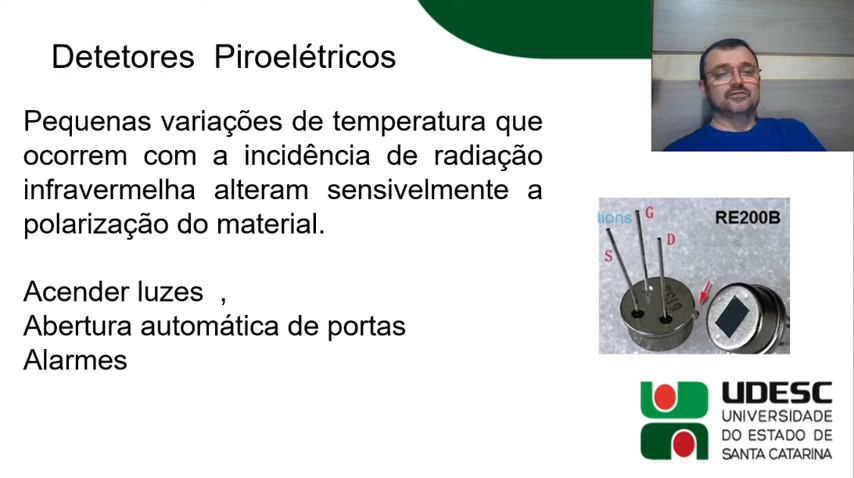 Detetores Piroelétricos
Pequenas variações de temperatura que
ocorrem com a incidência de radiação
infravermelha alteram sensivelmente a
polarização do material.
Acender luzes ,
Abertura automática de portas
Alarmes
tions
G
RE200B
D
S
UDESC
UNIVERSIDADE
DO ESTADO DE
SANTA CATARINA